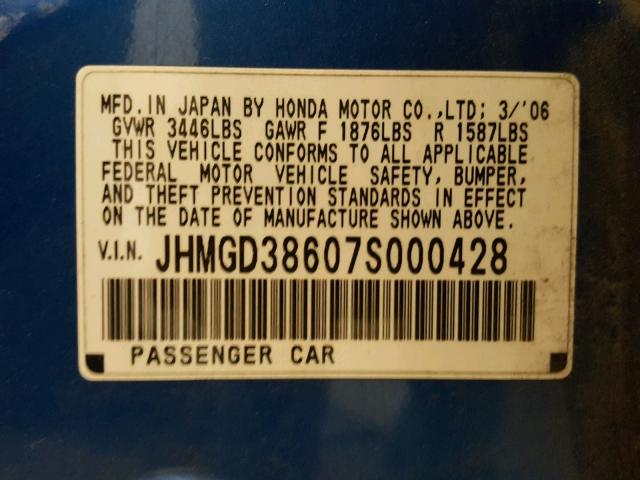 MFD. IN JAPAN BY HONDA MOTOR CO.,LTD; 3/'06
GVWR 3446LBS GAWR F 1876LBS R 1587LBS
THIS VEHICLE CONFORMS TO ALL APPLICABLE
FEDERAL MOTOR VEHICLE SAFETY, BUMPER,
AND THEFT PREVENTION STANDARDS IN EFFECT
ON THE DATE OF MANUFACTURE SHOWN ABOVE.
V.I.N. JHMGD38607S000428
PASSENGER CAR